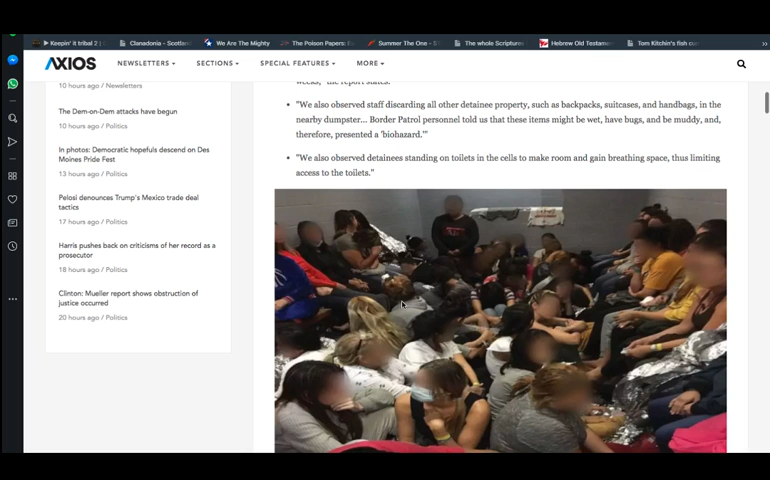 Keepin' it tribal 2 |
Clanadonia – Scotlan
We Are The Mighty
The Poison Papers: E
Summer The One – E
The whole Scripture
Hebrew Old Testame
Tom Kitchin's fish co
AXIOS
NEWSLETTERS
SECTIONS
SPECIAL FEATURES
MORE
10 hours ago / Newsletters
The Dem-on-Dem attacks have begun
10 hours ago / Politics
In photos: Democratic hopefuls descend on Des
Moines Pride Fest
13 hours ago / Politics
Pelosi denounces Trump's Mexico trade deal
tactics
17 hours ago / Politics
Harris pushes back on criticisms of her record as a
prosecutor
18 hours ago / Politics
Clinton: Mueller report shows obstruction of
justice occurred
20 hours ago / Politics
weeks," the report states.
"We also observed staff discarding all other detainee property, such as backpacks, suitcases, and handbags, in the
nearby dumpster... Border Patrol personnel told us that these items might be wet, have bugs, and be muddy, and,
therefore, presented a 'biohazard.'"
"We also observed detainees standing on toilets in the cells to make room and gain breathing space, thus limiting
access to the toilets."